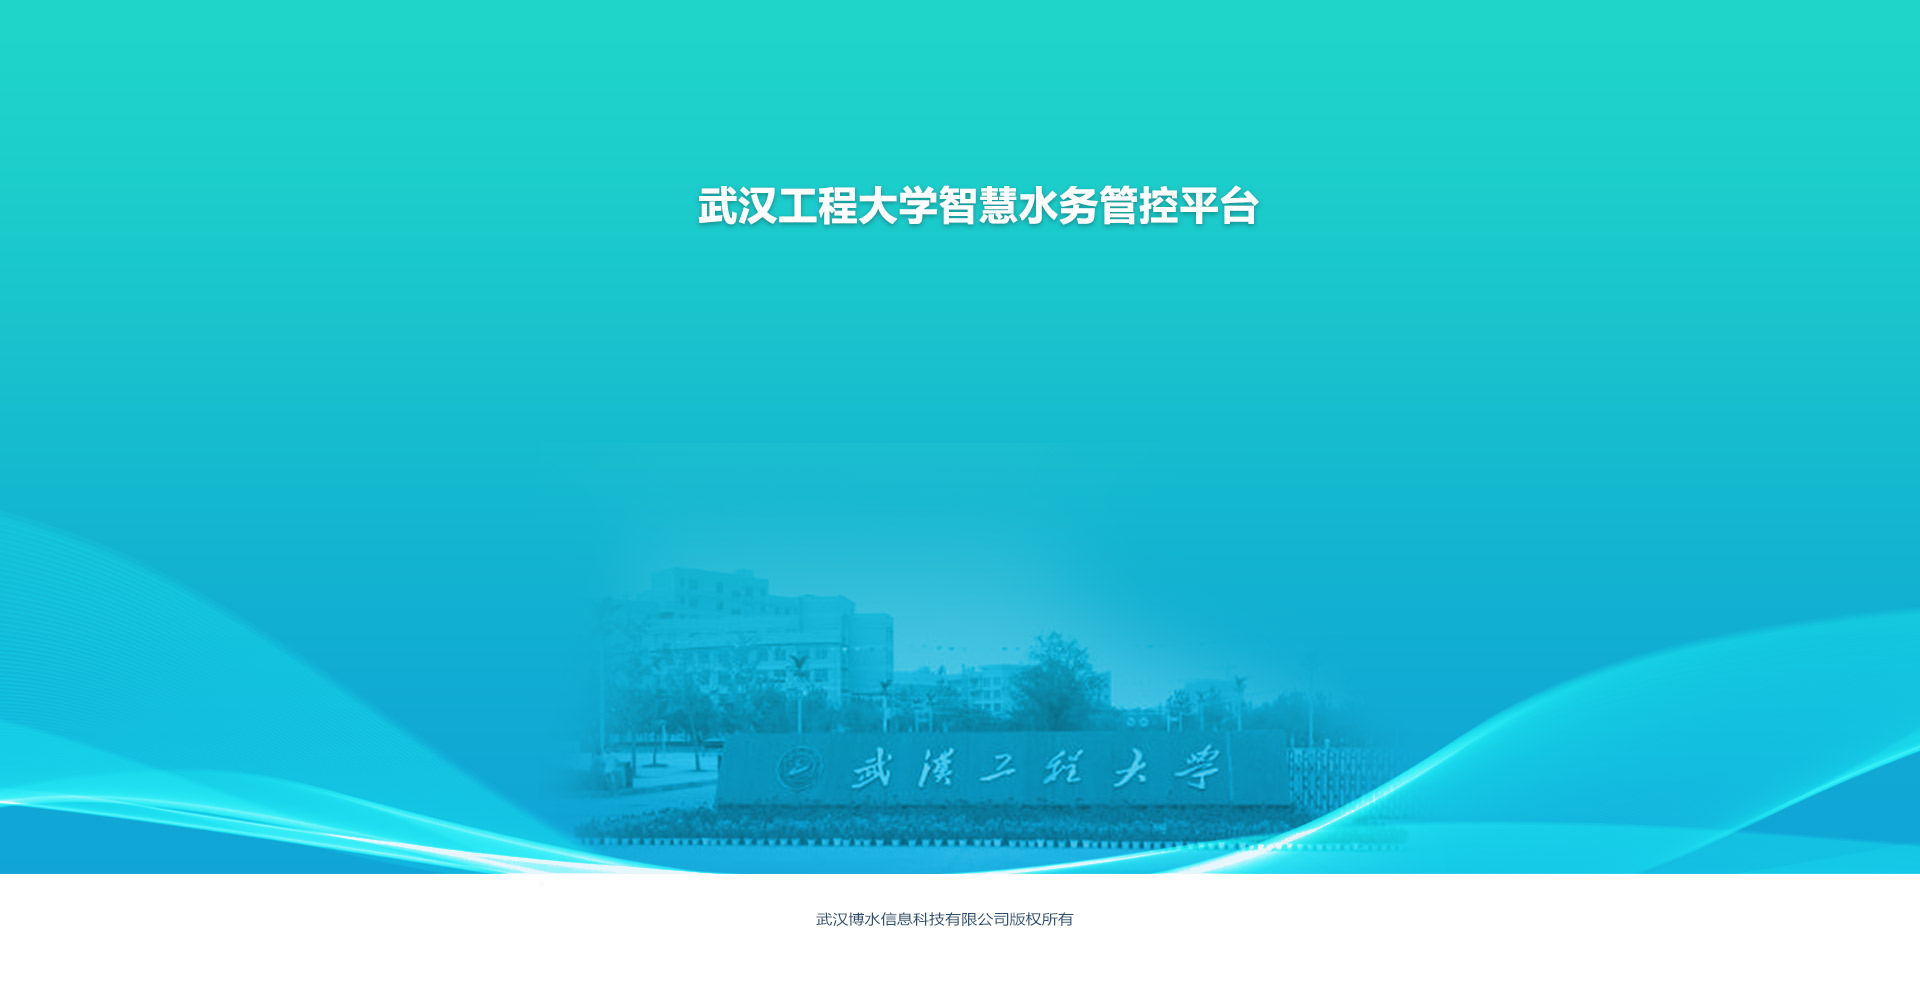 武汉工程大学智慧水务管控平台
武漢工程大学
武汉博水信息科技有限公司版权所有